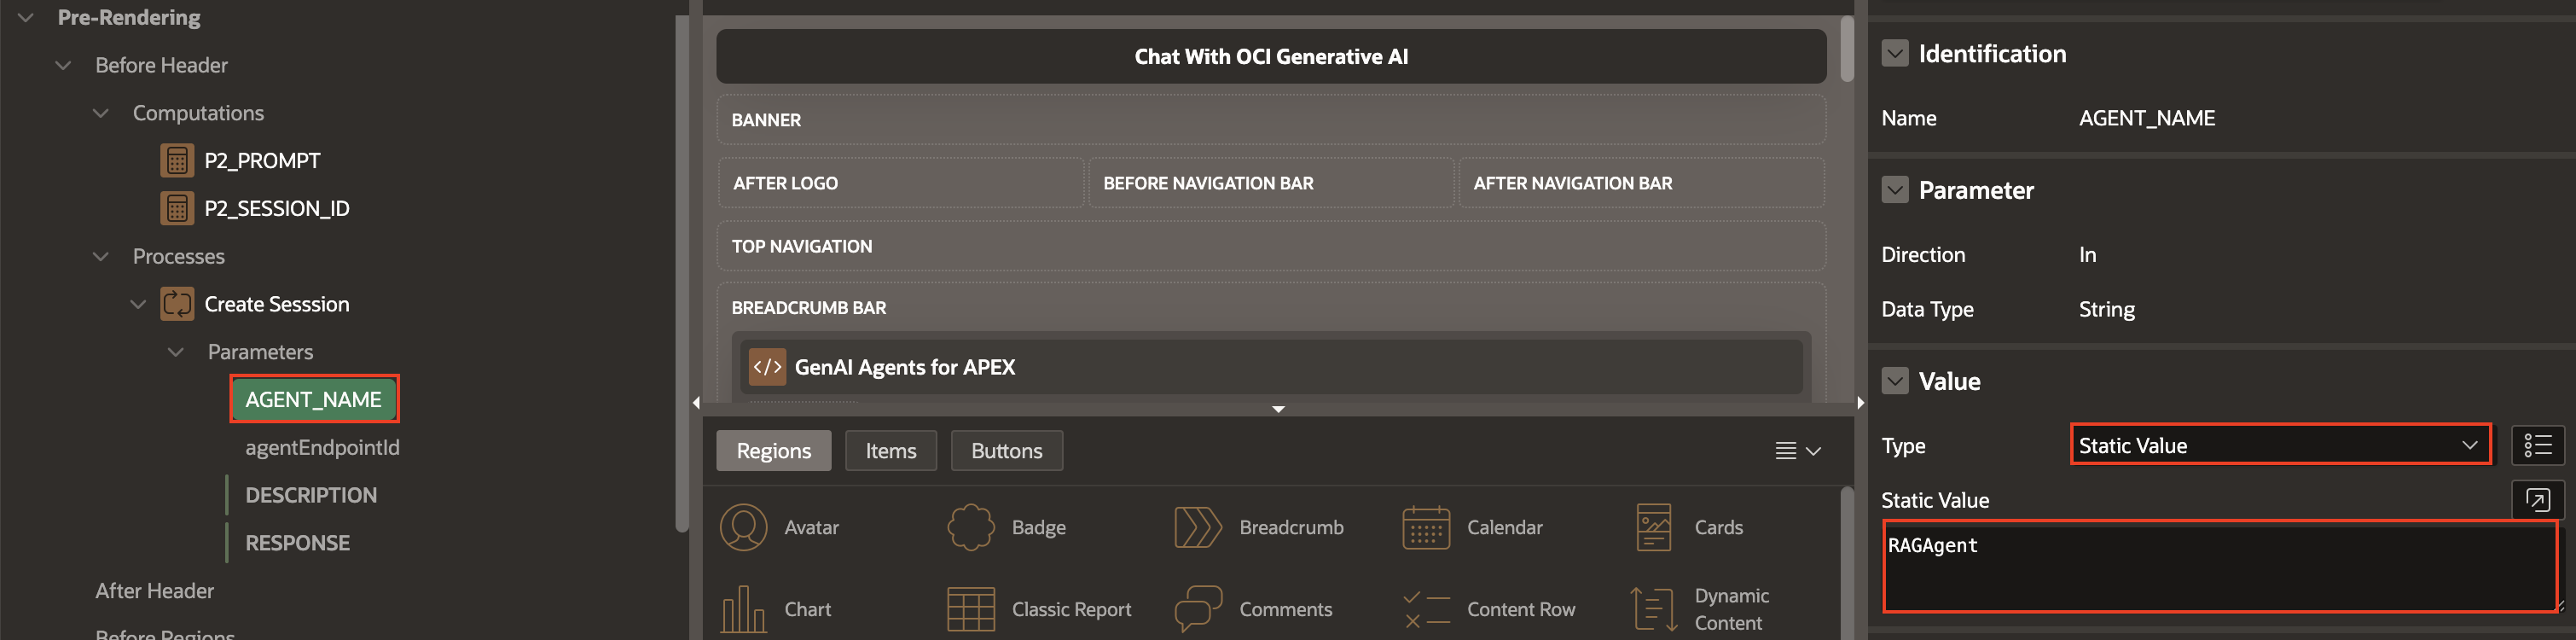 Pre-Rendering
Before Header
Computations
P2_PROMPT
P2_SESSION_ID
Processes
Create Sesssion
Parameters
AGENT_NAME
agentEndpointId
DESCRIPTION
RESPONSE
After Header
Before Regions
Chat With OCI Generative AI
BANNER
AFTER LOGO
BEFORE NAVIGATION BAR
AFTER NAVIGATION BAR
TOP NAVIGATION
BREADCRUMB BAR
</> GenAI Agents for APEX
Regions
Items
Buttons
Avatar
Badge
Breadcrumb
Calendar
Cards
Chart
Classic Report
Comments
Content Row
Dynamic
Content
Identification
Name AGENT_NAME
Parameter
Direction In
Data Type String
Value
Type Static Value
Static Value
RAGAgent